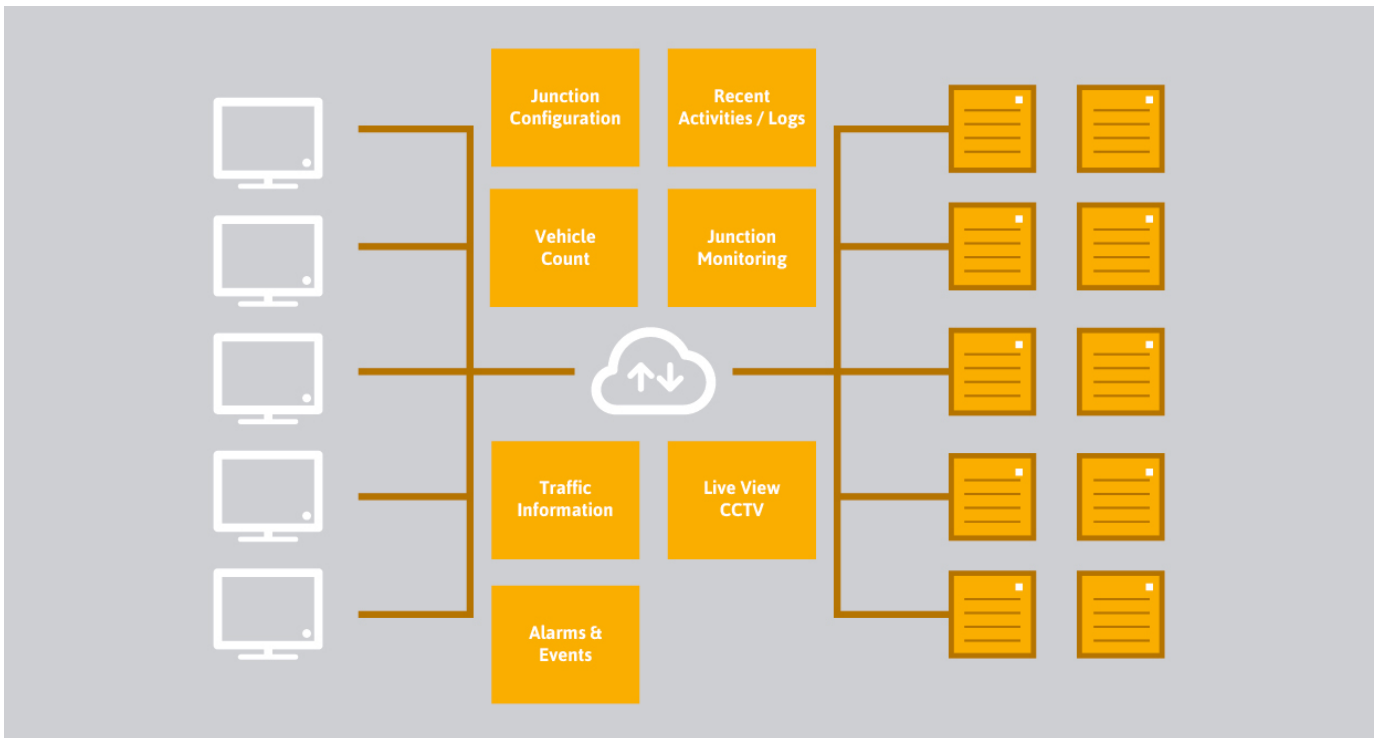 Junction
Configuration
Recent
Activities / Logs
Vehicle
Count
Junction
Monitoring
Traffic
Information
Live View
CCTV
Alarms &
Events